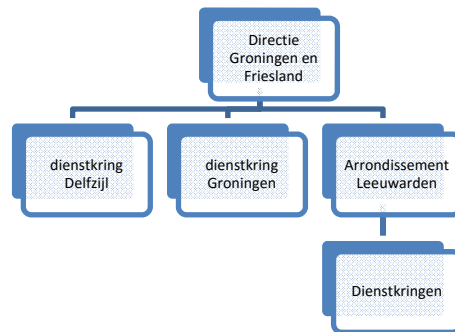 Directie
Groningen en
Friesland
dienstkring
Delfzijl
dienstkring
Groningen
Arrondissement
Leeuwarden
Dienstkringen